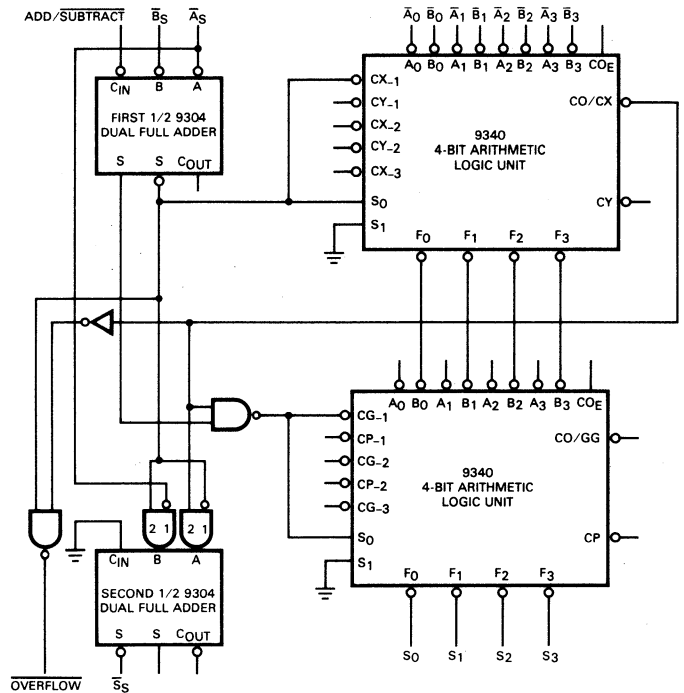 ADD/SUBTRACT B̅S A̅S
A̅0 B̅0 A̅1 B̅1 A̅2 B̅2 A̅3 B̅3
A0 B0 A1 B1 A2 B2 A3 B3 COE
CIN B A
FIRST 1/2 9304
DUAL FULL ADDER
S S COUT
CX-1
CY-1
CX-2
CY-2
CX-3
S0
S1
9340
4-BIT ARITHMETIC
LOGIC UNIT
CO/CX
CY
F0 F1 F2 F3
A0 B0 A1 B1 A2 B2 A3 B3 COE
CG-1
CP-1
CG-2
CP-2
CG-3
S0
S1
9340
4-BIT ARITHMETIC
LOGIC UNIT
CO/GG
CP
F0 F1 F2 F3
S0 S1 S2 S3
2 1 2 1
CIN B A
SECOND 1/2 9304
DUAL FULL ADDER
S S COUT
OVERFLOW S̅S